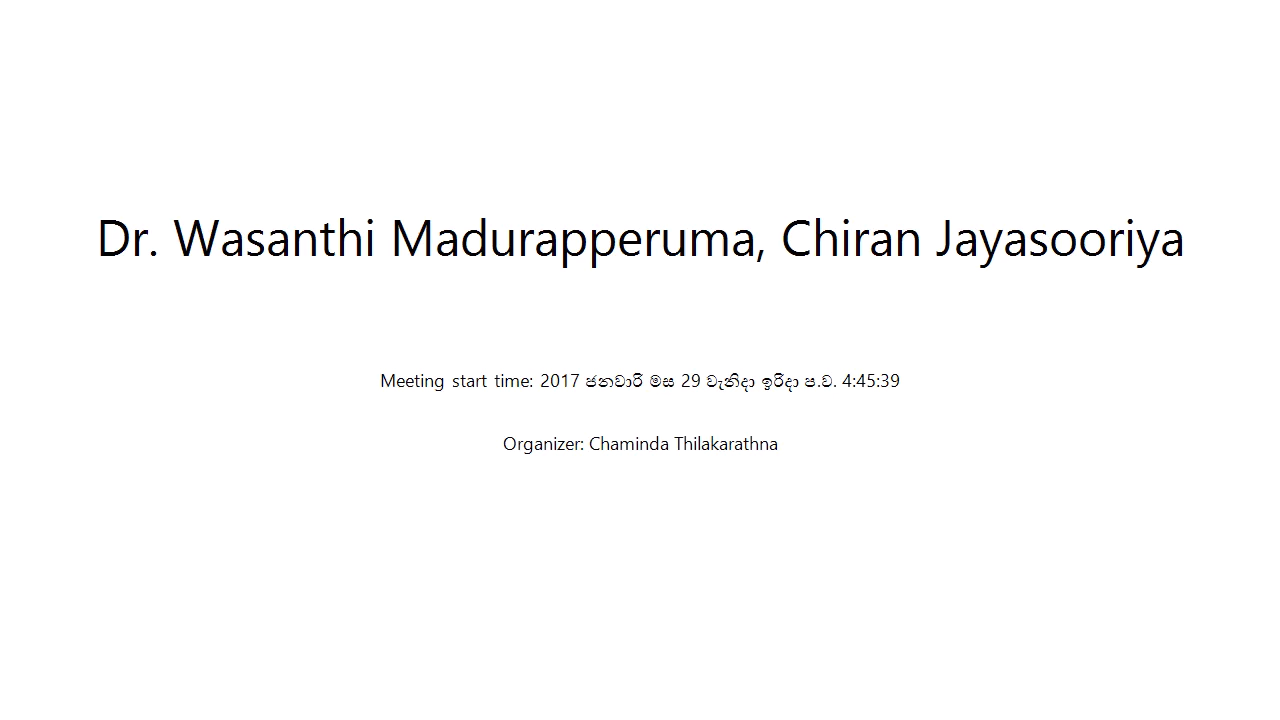 Dr. Wasanthi Madurapperuma, Chiran Jayasooriya
Meeting start time: 2017 ජනවාරි මස 29 වැනිදා ඉරිදා ප.ව. 4:45:39
Organizer: Chaminda Thilakarathna